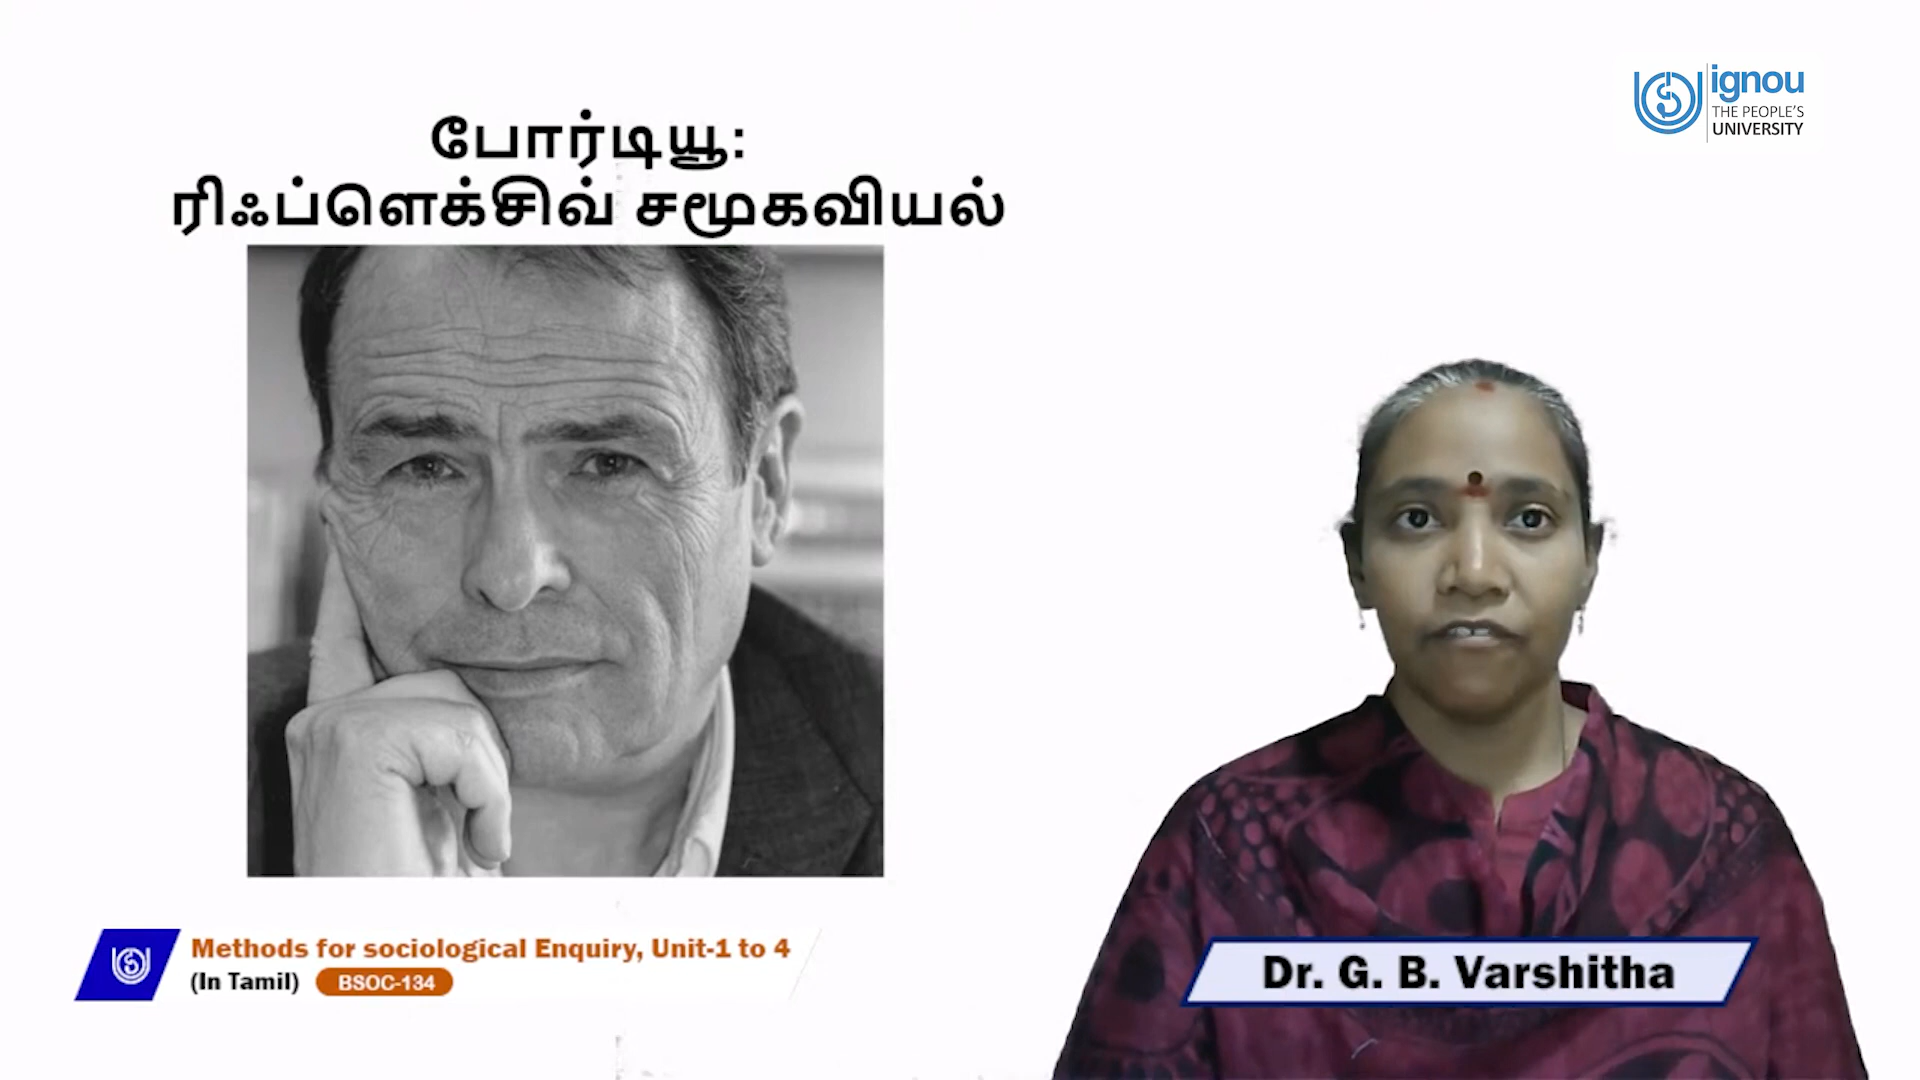 ignou
THE PEOPLE'S
UNIVERSITY
போர்டியூ:
ரிஃப்ளெக்சிவ் சமூகவியல்
Methods for sociological Enquiry, Unit-1 to 4
(In Tamil) BSOC-134
Dr. G. B. Varshitha